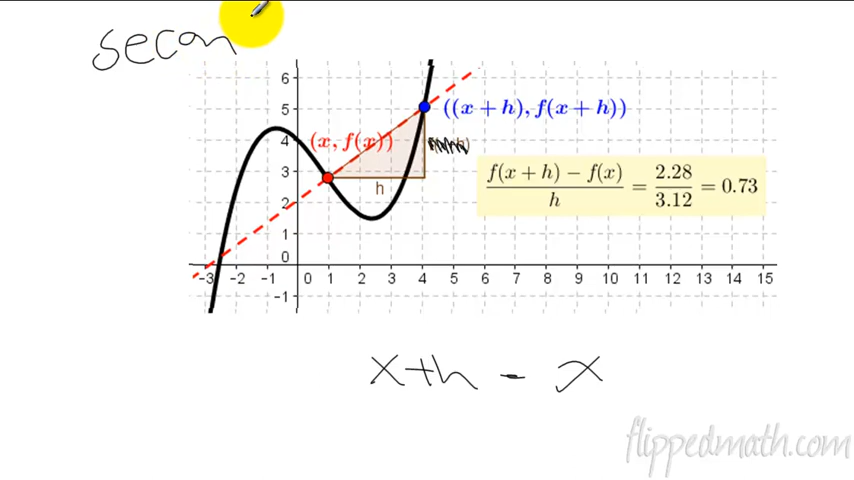 secan
6
5
4
3
2
1
0
−1
−3 −2 −1 0 1 2 3 4 5 6 7 8 9 10 11 12 13 14 15
((x + h), f(x + h))
(x, f(x))
h
f(x + h) − f(x) / h = 2.28 / 3.12 = 0.73
x+h - x
flippedmath.com